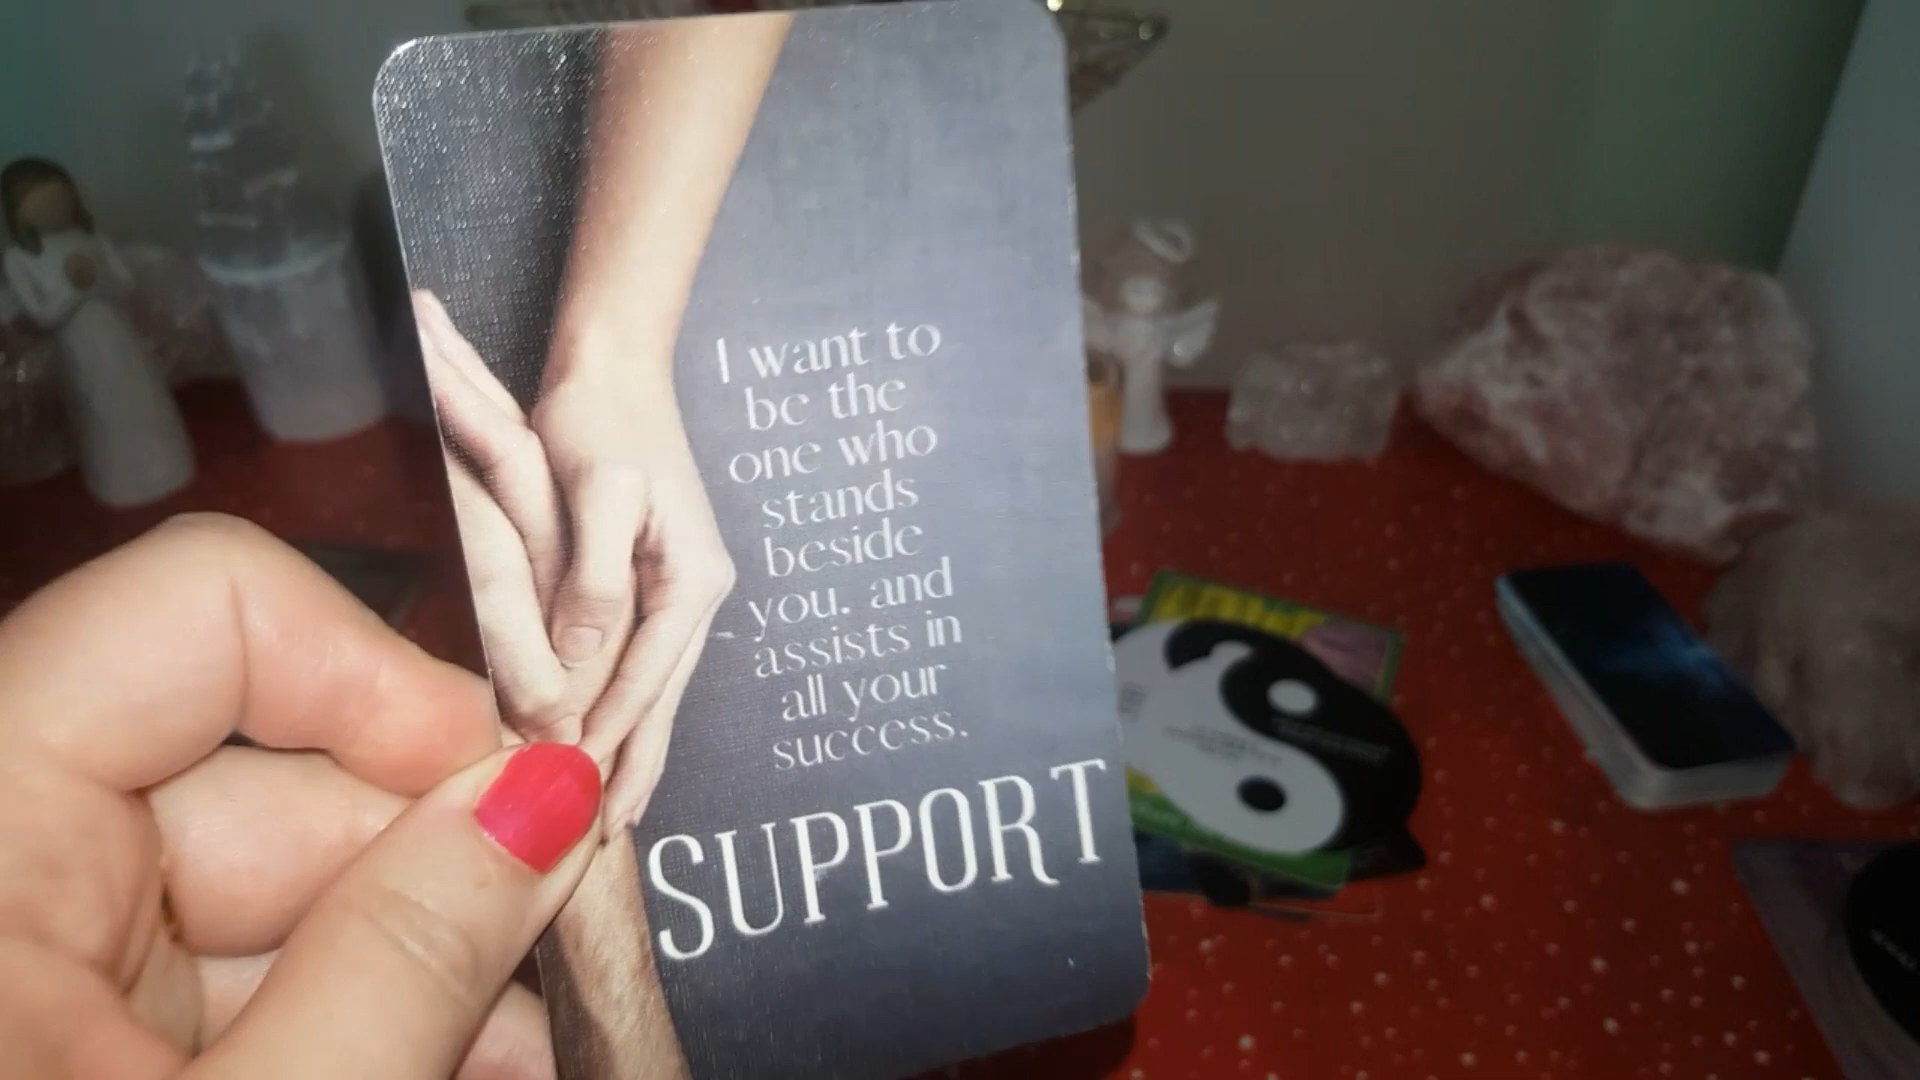 I want to
be the
one who
stands
beside
you. and
assists in
all your
success.
SUPPORT